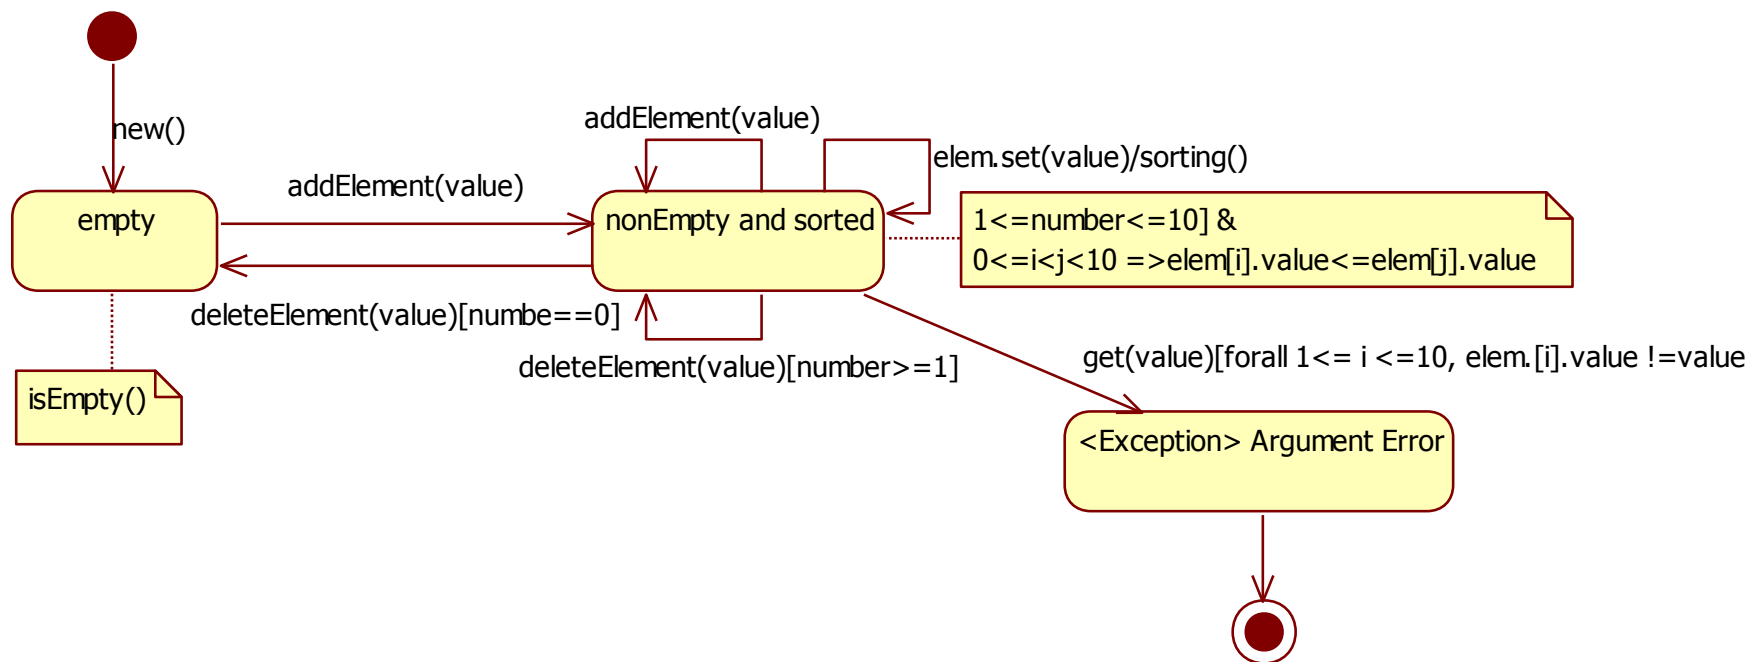 new()
addElement(value)
elem.set(value)/sorting()
addElement(value)
empty
nonEmpty and sorted
1<=number<=10] &
0<=i<j<10 =>elem[i].value<=elem[j].value
deleteElement(value)[numbe==0]
deleteElement(value)[number>=1]
get(value)[forall 1<= i <=10, elem.[i].value !=value
isEmpty()
<Exception> Argument Error